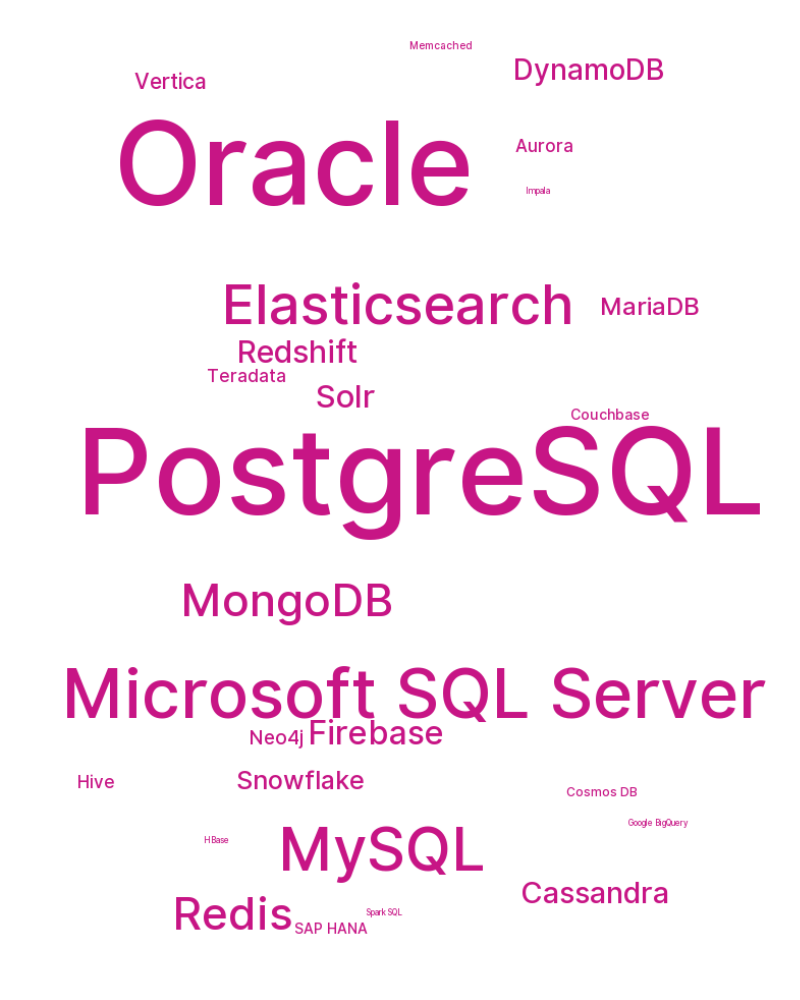 Memcached
DynamoDB
Vertica
Oracle
Aurora
Impala
Elasticsearch
MariaDB
Redshift
Teradata
Solr
Couchbase
PostgreSQL
MongoDB
Microsoft SQL Server
Neo4j
Firebase
Hive
Snowflake
Cosmos DB
Google BigQuery
HBase
MySQL
Cassandra
Redis
Spark SQL
SAP HANA